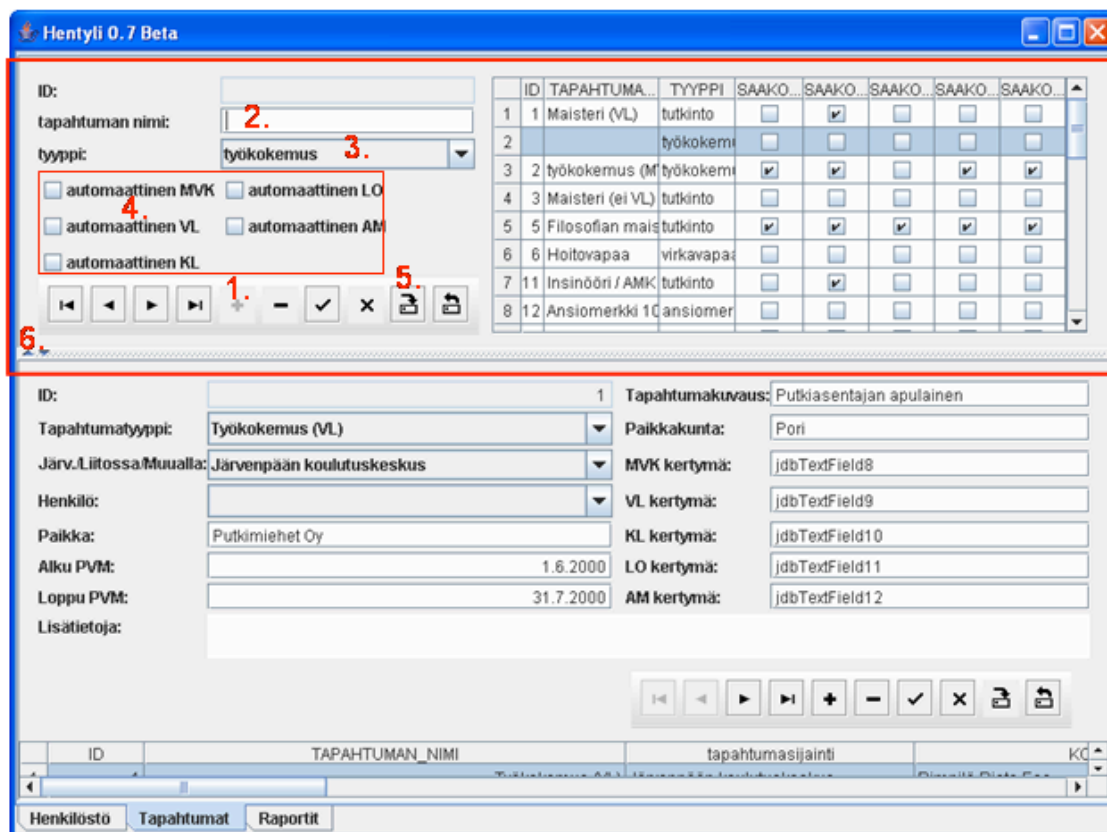 Hentyli 0.7 Beta
ID:
tapahtuman nimi:
2.
tyyppi:
työkokemus
3.
automaattinen MVK
automaattinen LO
4.
automaattinen VL
automaattinen AM
automaattinen KL
1.
5.
6.
ID TAPAHTUMA... TYYPPI SAAKO... SAAKO... SAAKO... SAAKO... SAAKO...
1 1 Maisteri (VL) tutkinto
2 työkokemu
3 2 työkokemus (M työkokemu
4 3 Maisteri (ei VL) tutkinto
5 5 Filosofian mais tutkinto
6 6 Hoitovapaa virkavapaa
7 11 Insinööri / AMK tutkinto
8 12 Ansiomerkki 10 ansiomer
ID: 1
Tapahtumatyyppi: Työkokemus (VL)
Järv./Liitossa/Muualla: Järvenpään koulutuskeskus
Henkilö:
Paikka: Putkimiehet Oy
Alku PVM: 1.6.2000
Loppu PVM: 31.7.2000
Lisätietoja:
Tapahtumakuvaus: Putkiasentajan apulainen
Paikkakunta: Pori
MVK kertymä: jdbTextField8
VL kertymä: jdbTextField9
KL kertymä: jdbTextField10
LO kertymä: jdbTextField11
AM kertymä: jdbTextField12
ID TAPAHTUMAN_NIMI tapahtumasijainti KO
Henkilöstö Tapahtumat Raportit